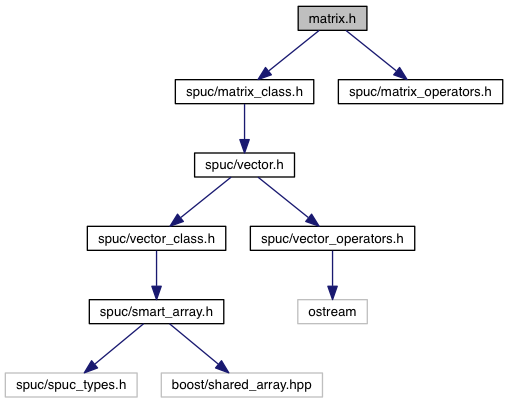 matrix.h
spuc/matrix_class.h
spuc/matrix_operators.h
spuc/vector.h
spuc/vector_class.h
spuc/vector_operators.h
spuc/smart_array.h
ostream
spuc/spuc_types.h
boost/shared_array.hpp